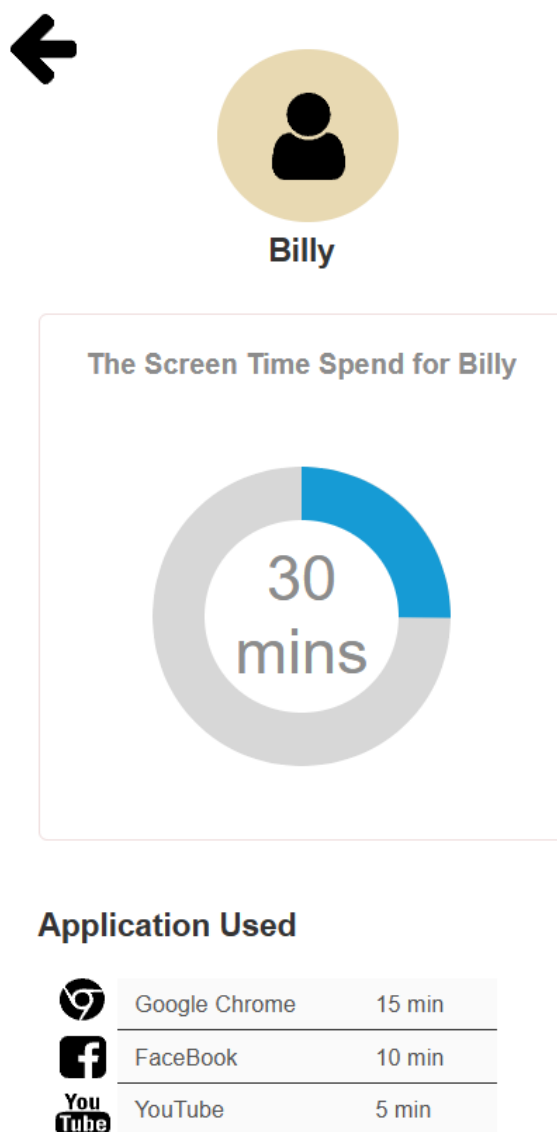 Billy
The Screen Time Spend for Billy
30
mins
Application Used
Google Chrome 15 min
FaceBook 10 min
You
Tube
YouTube 5 min